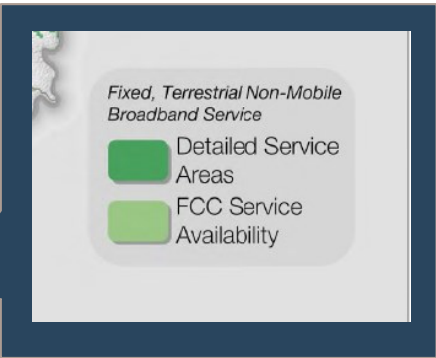 Fixed, Terrestrial Non-Mobile
Broadband Service
Detailed Service
Areas
FCC Service
Availability